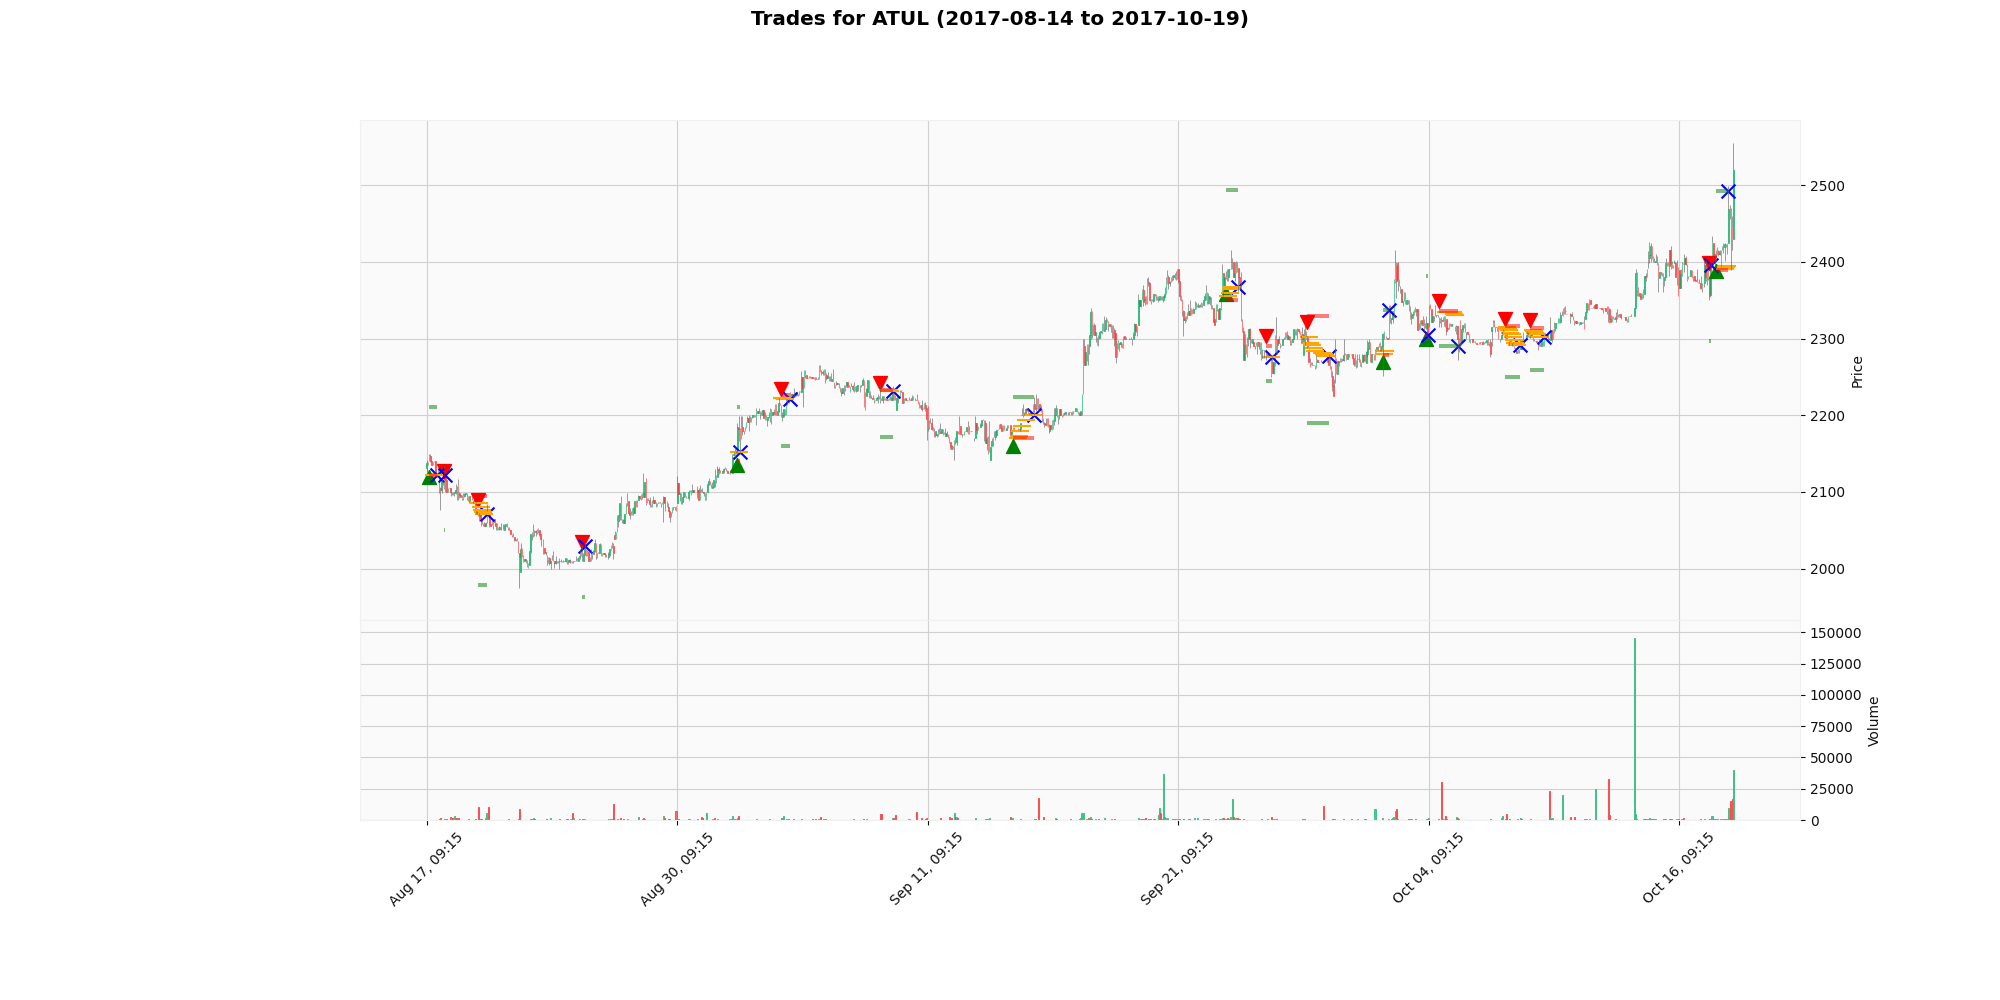 Trades for ATUL (2017-08-14 to 2017-10-19)
2500
2400
2300
2200
2100
2000
Price
150000
125000
100000
75000
50000
25000
0
Volume
Aug 17, 09:15
Aug 30, 09:15
Sep 11, 09:15
Sep 21, 09:15
Oct 04, 09:15
Oct 16, 09:15